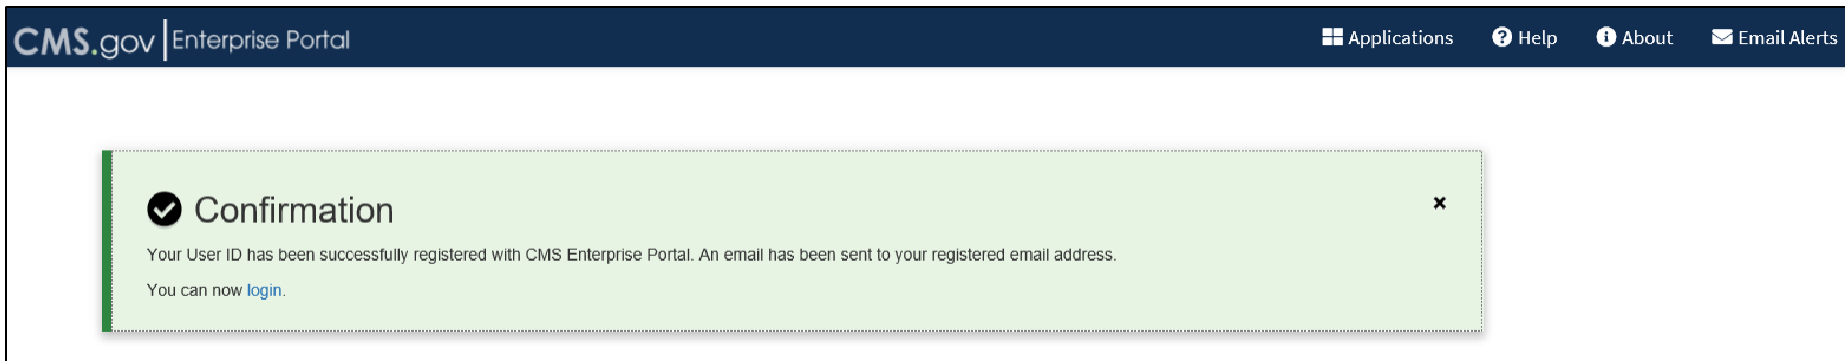 CMS.gov Enterprise Portal Applications Help About Email Alerts
Confirmation
Your User ID has been successfully registered with CMS Enterprise Portal. An email has been sent to your registered email address.
You can now login.